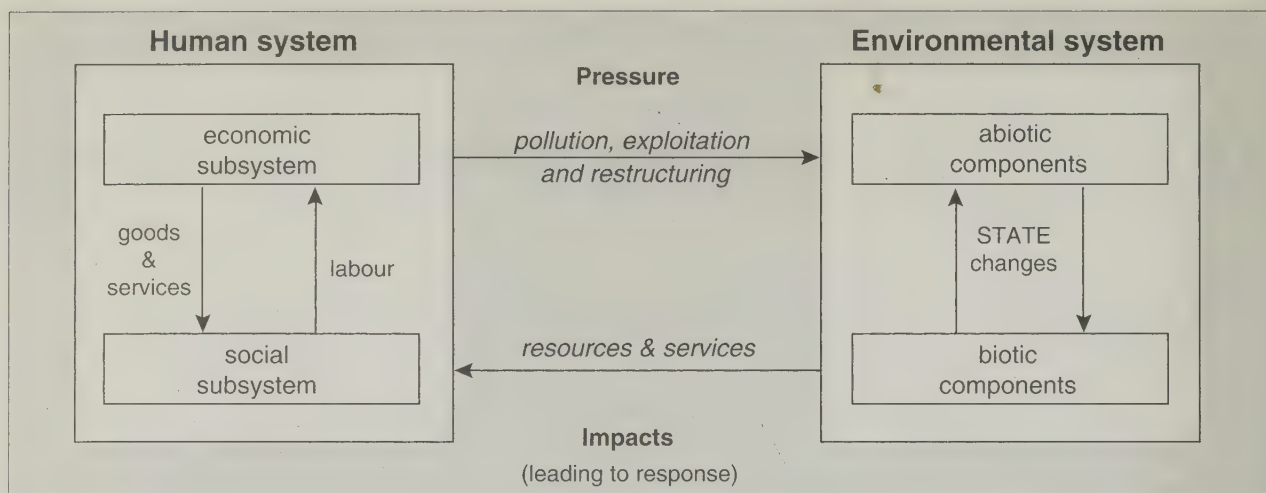 Human system
Environmental system
Pressure
economic
subsystem
pollution, exploitation
and restructuring
abiotic
components
goods
&
services
labour
STATE
changes
social
subsystem
resources & services
biotic
components
Impacts
(leading to response)